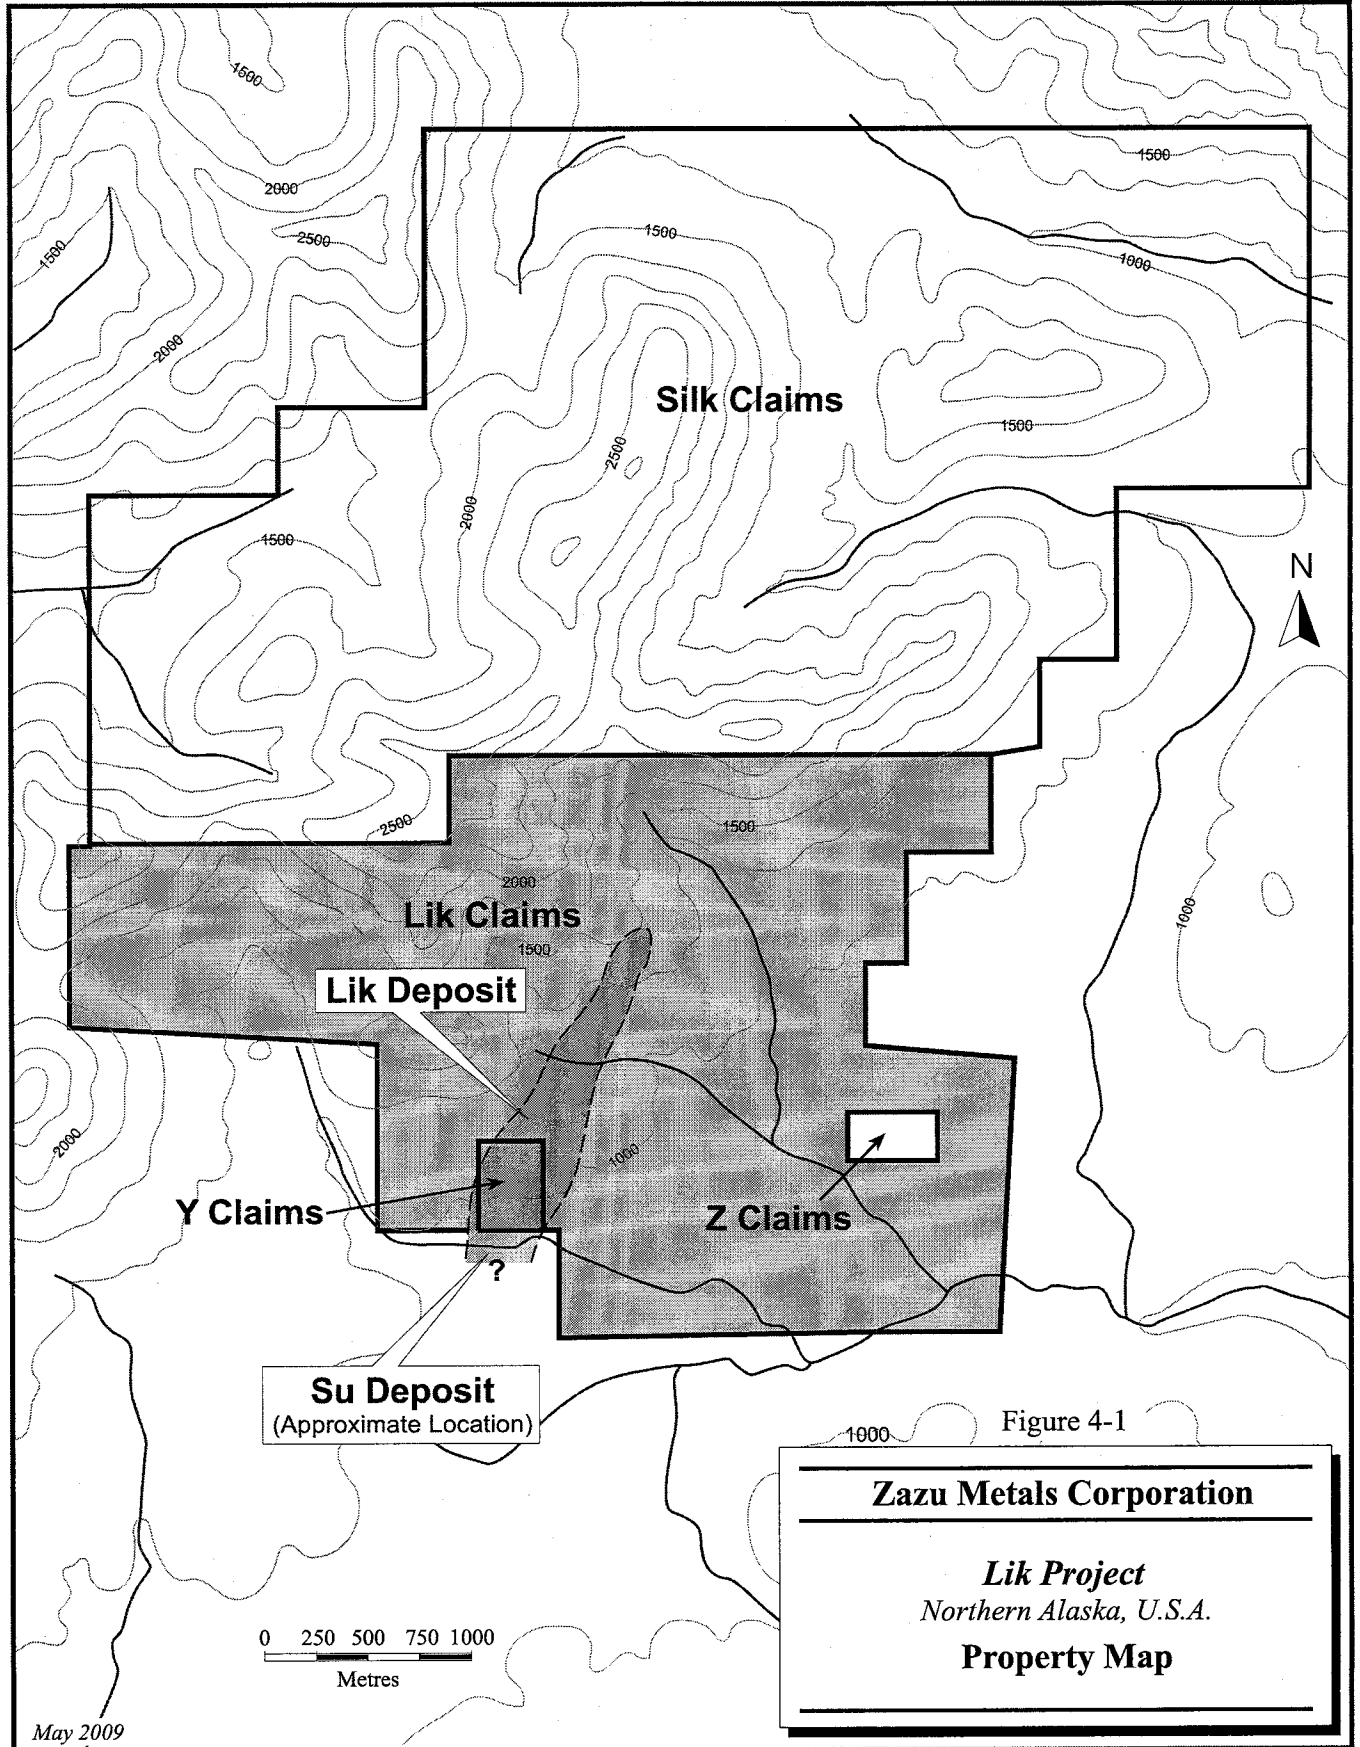 1500
2000
2500
1500
2000
1500
1500
1000
Silk Claims
1500
2500
2000
1500
N
2500
1500
2000
Lik Claims
1500
1000
Lik Deposit
2000
1000
Y Claims
Z Claims
?
Su Deposit
(Approximate Location)
1000
Figure 4-1
Zazu Metals Corporation
Lik Project
Northern Alaska, U.S.A.
Property Map
0 250 500 750 1000
Metres
May 2009